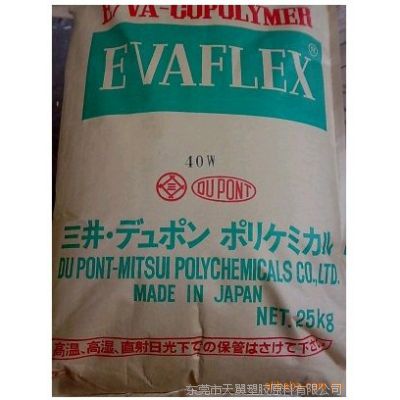 E/VA-COPOLYMER
EVAFLEX®
40W
DU PONT
三井・デュポン ポリケミカル
DU PONT-MITSUI POLYCHEMICALS CO.,LTD.
MADE IN JAPAN
NET. 25kg
高温、高湿、直射日光下での保管はさけて下さい
东莞市天翼塑胶原料有限公司